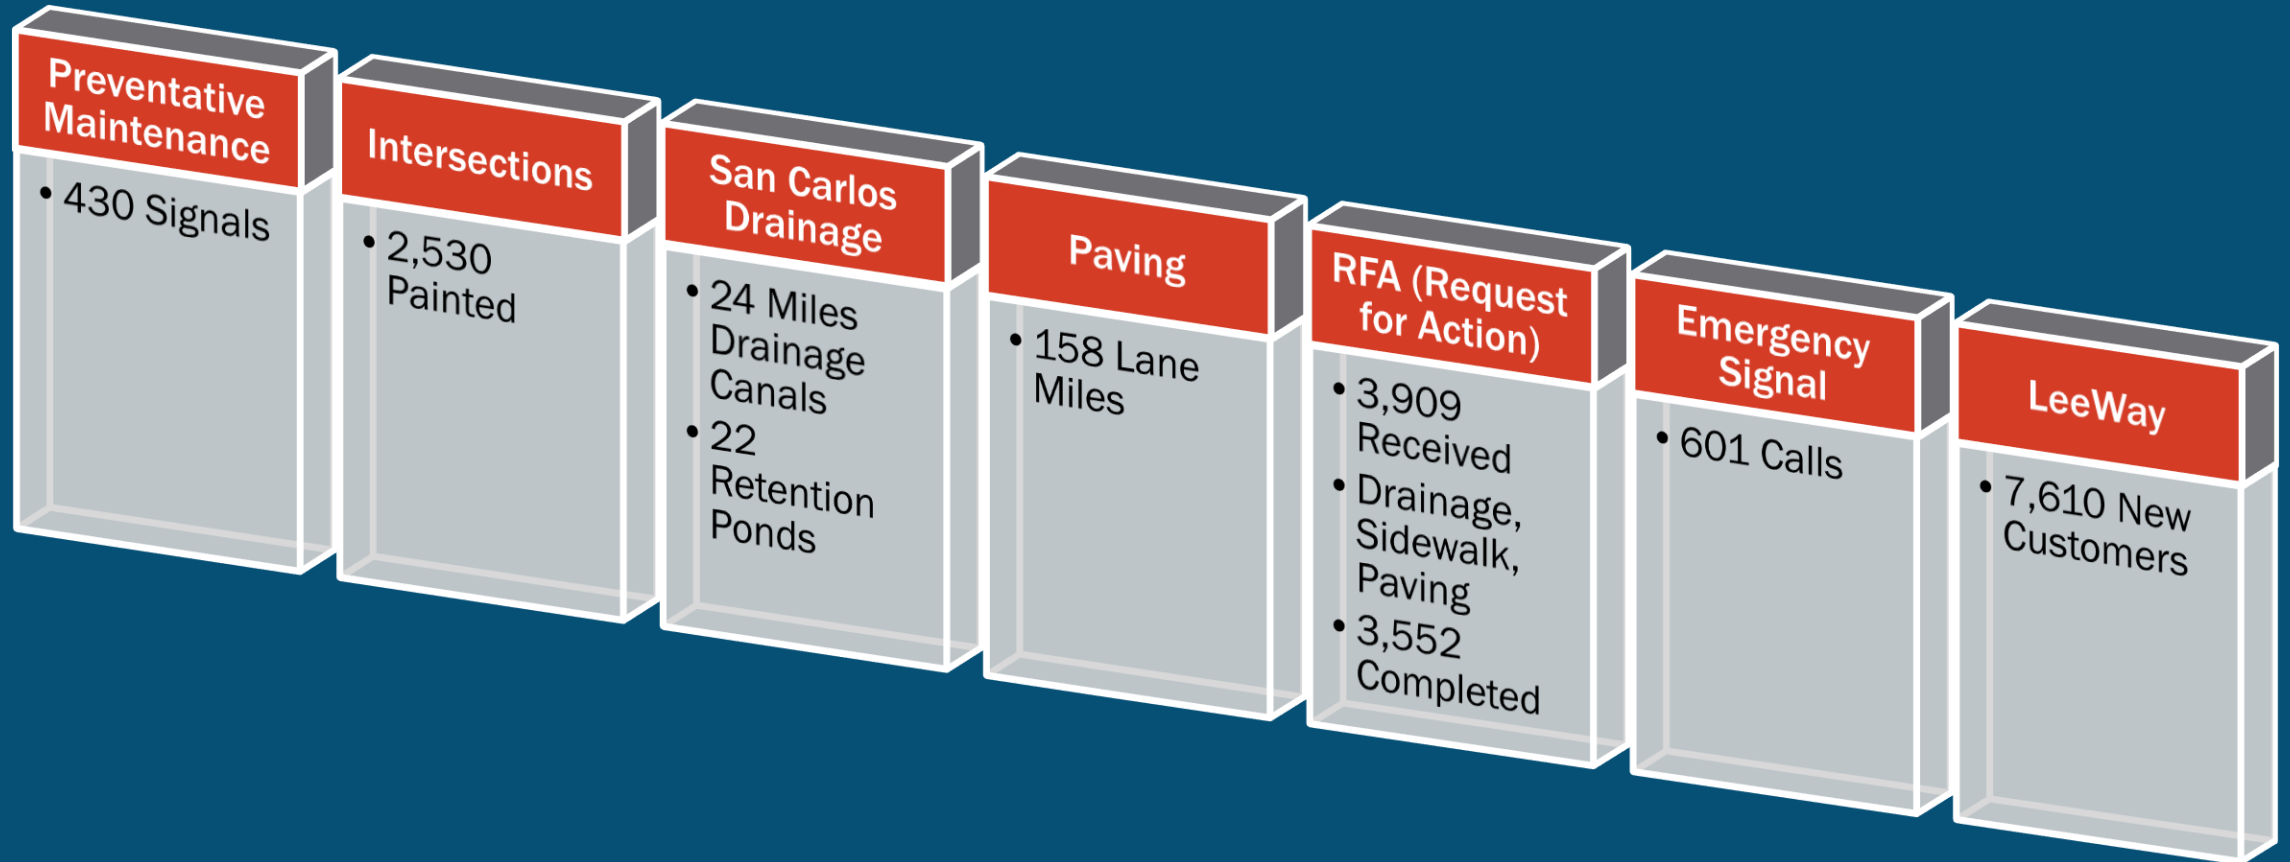 Preventative
Maintenance
• 430 Signals
Intersections
• 2,530
Painted
San Carlos
Drainage
• 24 Miles
Drainage
Canals
• 22
Retention
Ponds
Paving
• 158 Lane
Miles
RFA (Request
for Action)
• 3,909
Received
• Drainage,
Sidewalk,
Paving
• 3,552
Completed
Emergency
Signal
• 601 Calls
LeeWay
• 7,610 New
Customers